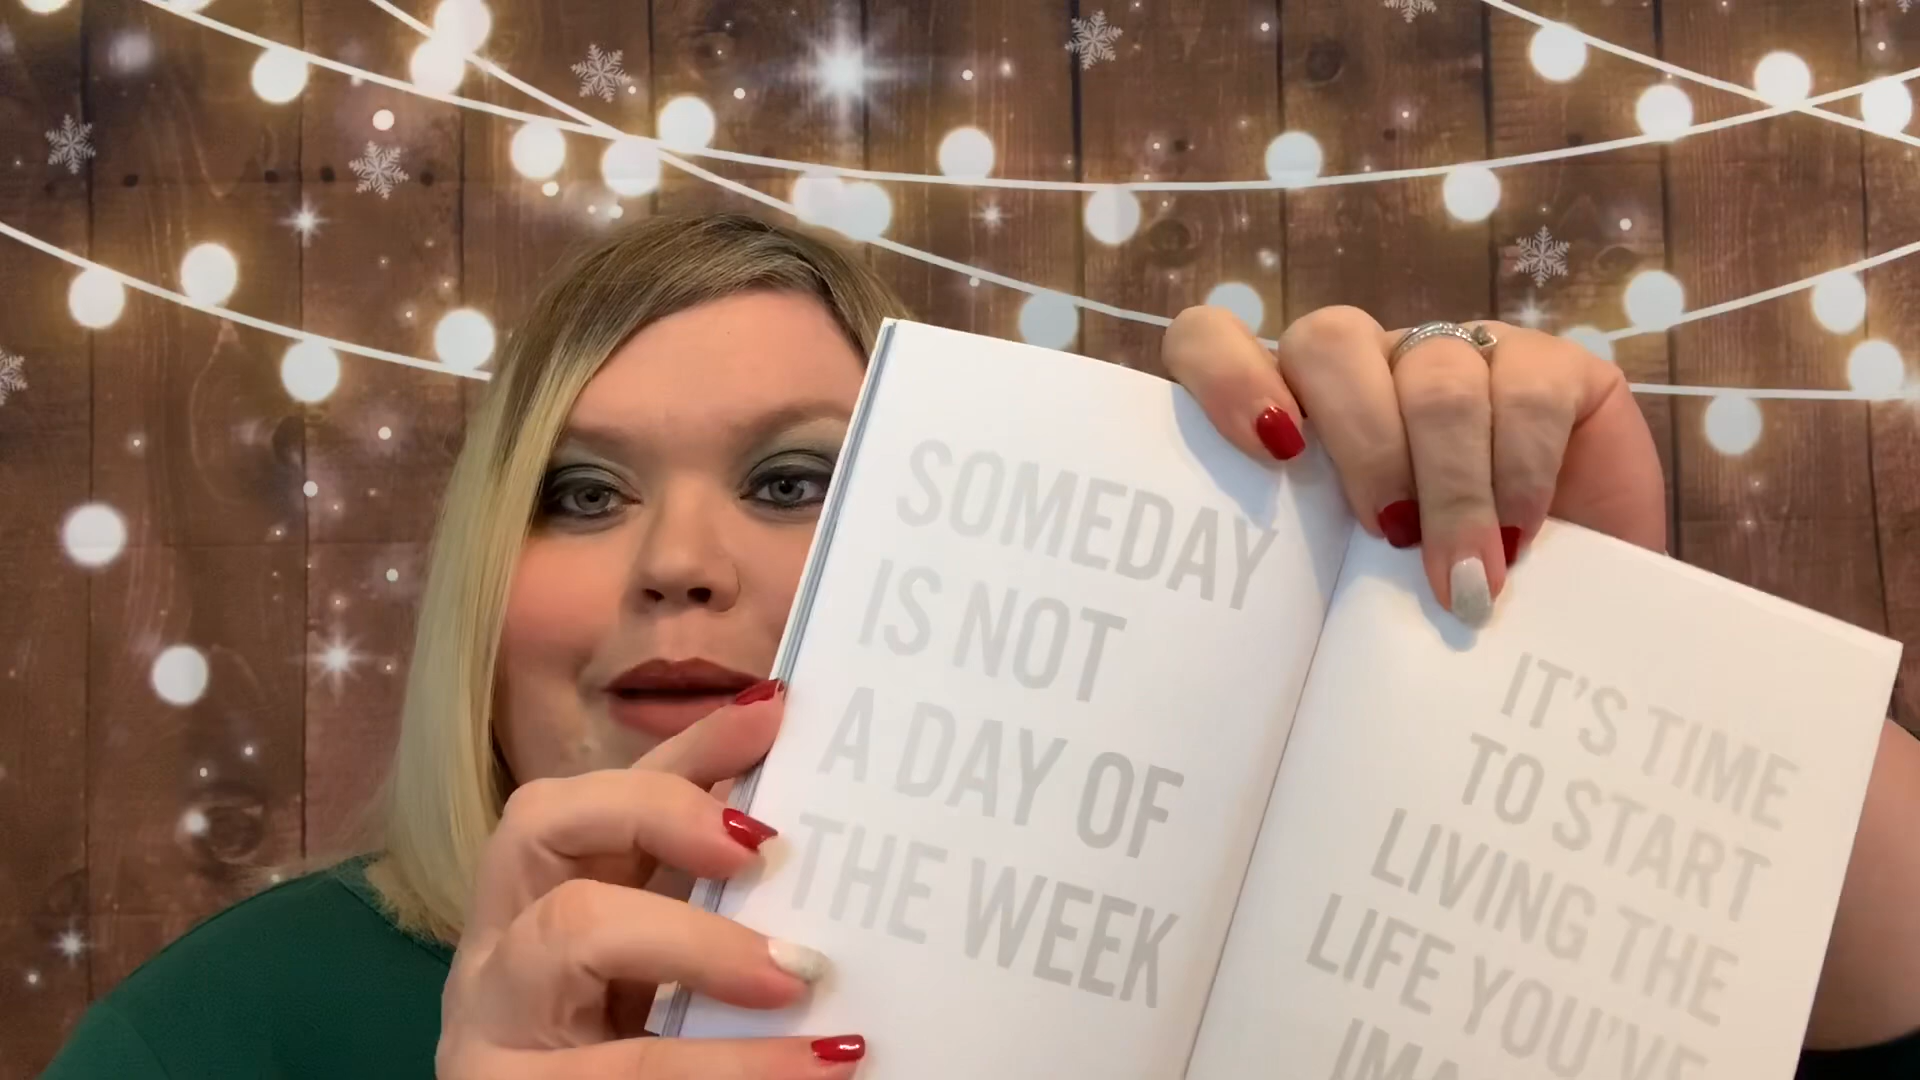 SOMEDAY
IS NOT
A DAY OF
THE WEEK
IT'S TIME
TO START
LIVING THE
LIFE YOU'VE